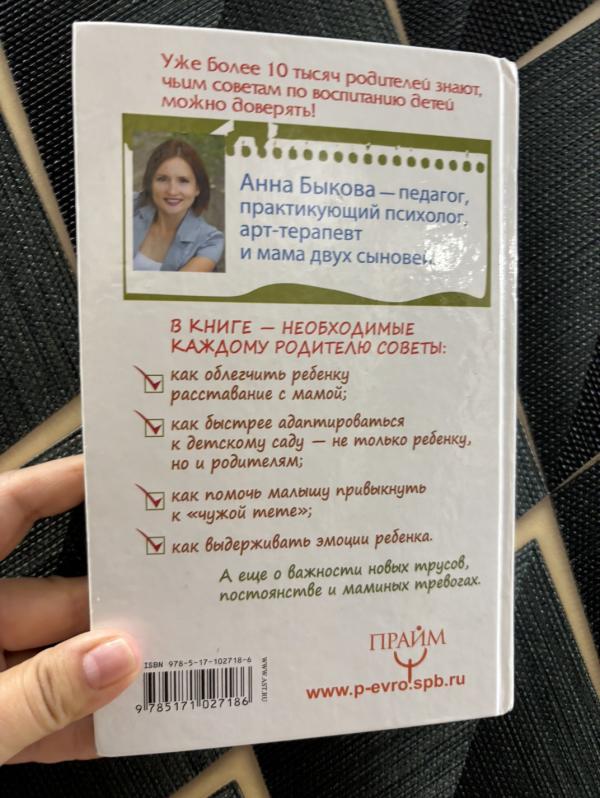 Уже более 10 тысяч родителей знают,
чьим советам по воспитанию детей
можно доверять!
Анна Быкова — педагог,
практикующий психолог,
арт-терапевт
и мама двух сыновей
В КНИГЕ — НЕОБХОДИМЫЕ
КАЖДОМУ РОДИТЕЛЮ СОВЕТЫ:
как облегчить ребенку
расставание с мамой;
как быстрее адаптироваться
к детскому саду — не только ребенку,
но и родителям;
как помочь малышу привыкнуть
к «чужой тете»;
как выдерживать эмоции ребенка.
А еще о важности новых трусов,
постоянстве и маминых тревогах.
ISBN 978-5-17-102718-6
9 785171 027186
WWW.AST.RU
ПРАЙМ
www.p-evro.spb.ru